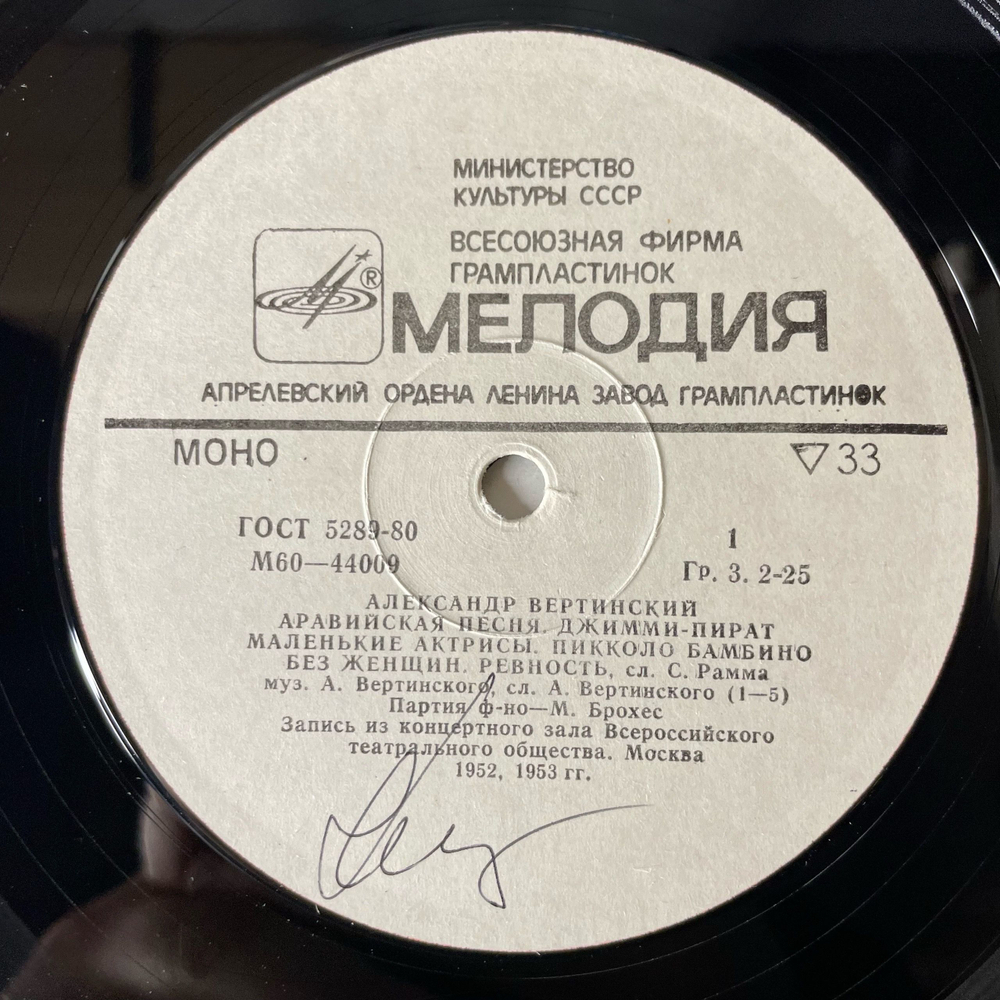 МИНИСТЕРСТВО
КУЛЬТУРЫ СССР
ВСЕСОЮЗНАЯ ФИРМА
ГРАМПЛАСТИНОК
®
МЕЛОДИЯ
АПРЕЛЕВСКИЙ ОРДЕНА ЛЕНИНА ЗАВОД ГРАМПЛАСТИНОК
МОНО
▽33
ГОСТ 5289-80
1
М60—44009
Гр. 3. 2-25
АЛЕКСАНДР ВЕРТИНСКИЙ
АРАВИЙСКАЯ ПЕСНЯ. ДЖИММИ-ПИРАТ
МАЛЕНЬКИЕ АКТРИСЫ. ПИККОЛО БАМБИНО
БЕЗ ЖЕНЩИН. РЕВНОСТЬ, сл. С. Рамма
муз. А. Вертинского, сл. А. Вертинского (1—5)
Партия ф-но—М. Брохес
Запись из концертного зала Всероссийского
театрального общества. Москва
1952, 1953 гг.